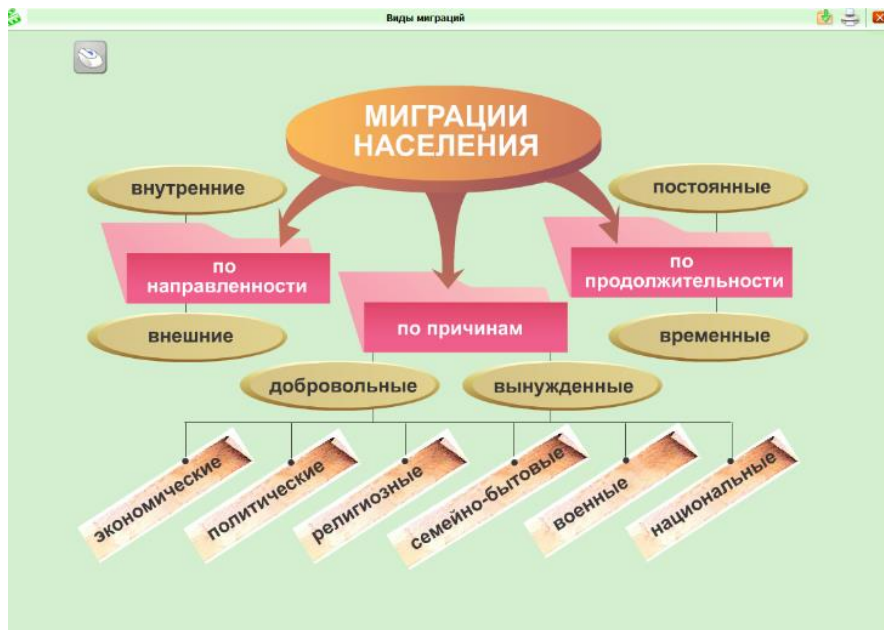 Виды миграций
МИГРАЦИИ
НАСЕЛЕНИЯ
внутренние
постоянные
по
направленности
по
продолжительности
по причинам
внешние
временные
добровольные
вынужденные
экономические
политические
религиозные
семейно-бытовые
военные
национальные